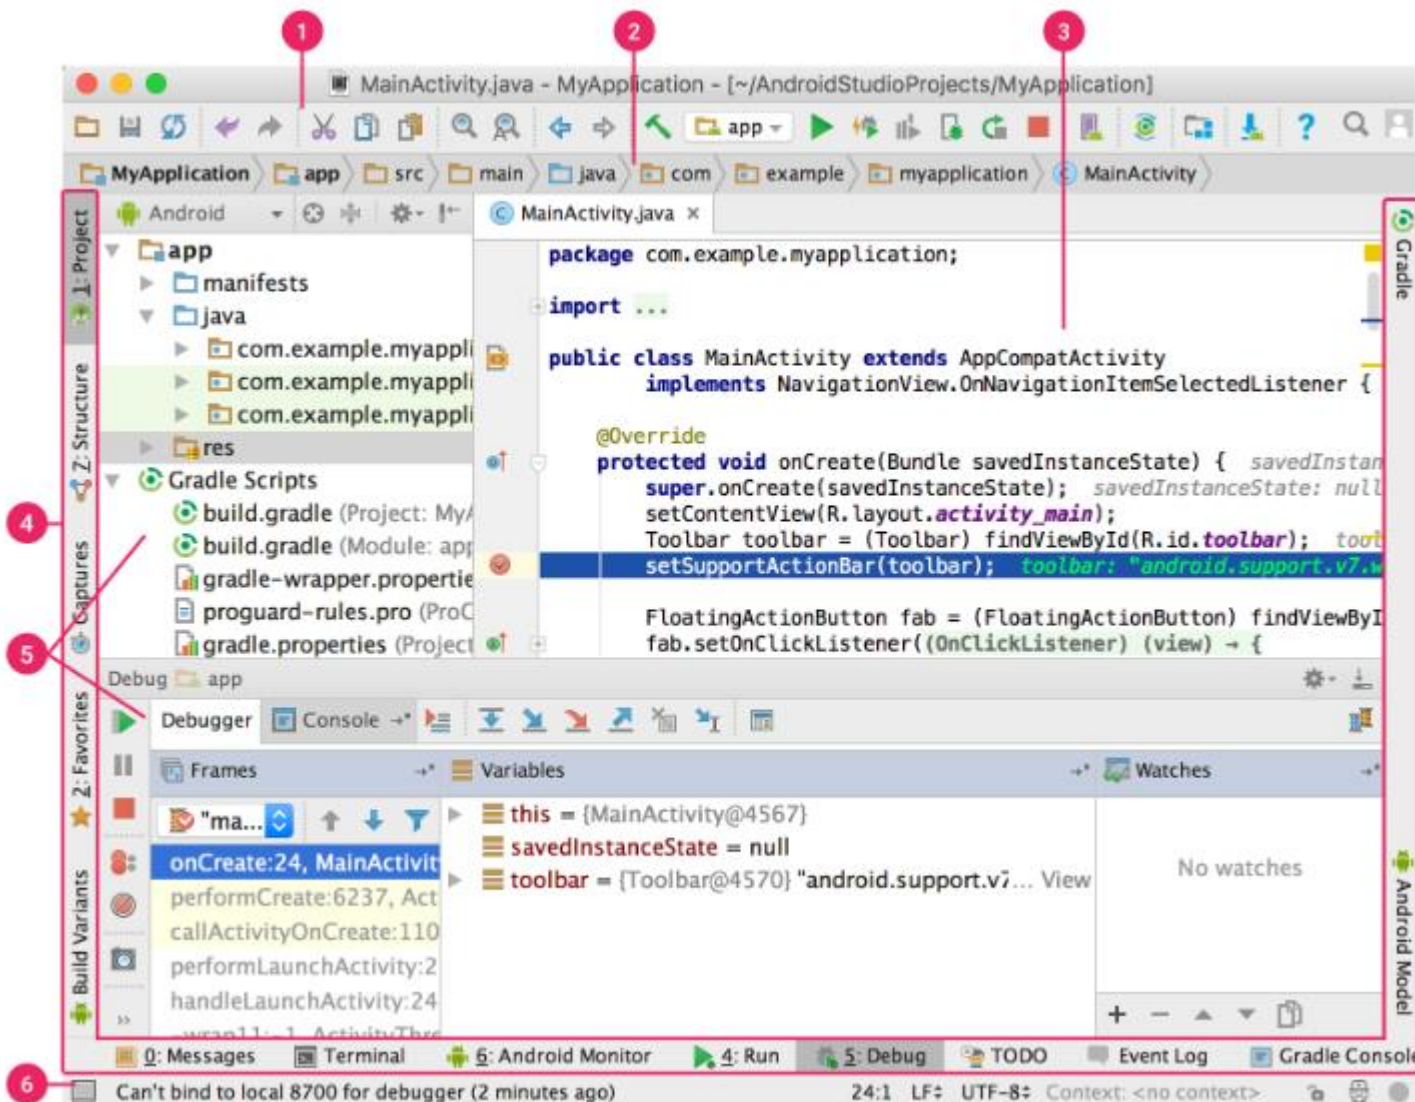 1
2
3
MainActivity.java - MyApplication - [~/AndroidStudioProjects/MyApplication]
app
?
MyApplication
app
src
main
java
com
example
myapplication
C MainActivity
1: Project
Z: Structure
Captures
2: Favorites
Build Variants
4
5
6
Android
app
manifests
java
com.example.myappli
com.example.myappli
com.example.myappli
res
Gradle Scripts
build.gradle (Project: MyA
build.gradle (Module: app
gradle-wrapper.propertie
proguard-rules.pro (ProC
gradle.properties (Project
C MainActivity.java ×
package com.example.myapplication;
import ...
public class MainActivity extends AppCompatActivity
implements NavigationView.OnNavigationItemSelectedListener {
@Override
protected void onCreate(Bundle savedInstanceState) { savedInstan
super.onCreate(savedInstanceState); savedInstanceState: null
setContentView(R.layout.activity_main);
Toolbar toolbar = (Toolbar) findViewById(R.id.toolbar); tool
setSupportActionBar(toolbar); toolbar: "android.support.v7.w
FloatingActionButton fab = (FloatingActionButton) findViewByI
fab.setOnClickListener((OnClickListener) (view) → {
Gradle
Android Model
Debug app
Debugger
Console
Frames
Variables
Watches
"ma...
onCreate:24, MainActivit
performCreate:6237, Act
callActivityOnCreate:110
performLaunchActivity:2
handleLaunchActivity:24
-wrap11:-1, ActivityThre
this = {MainActivity@4567}
savedInstanceState = null
toolbar = {Toolbar@4570} "android.support.v7... View
No watches
0: Messages
Terminal
6: Android Monitor
4: Run
5: Debug
TODO
Event Log
Gradle Console
Can't bind to local 8700 for debugger (2 minutes ago)
24:1 LF÷ UTF-8÷ Context: <no context>